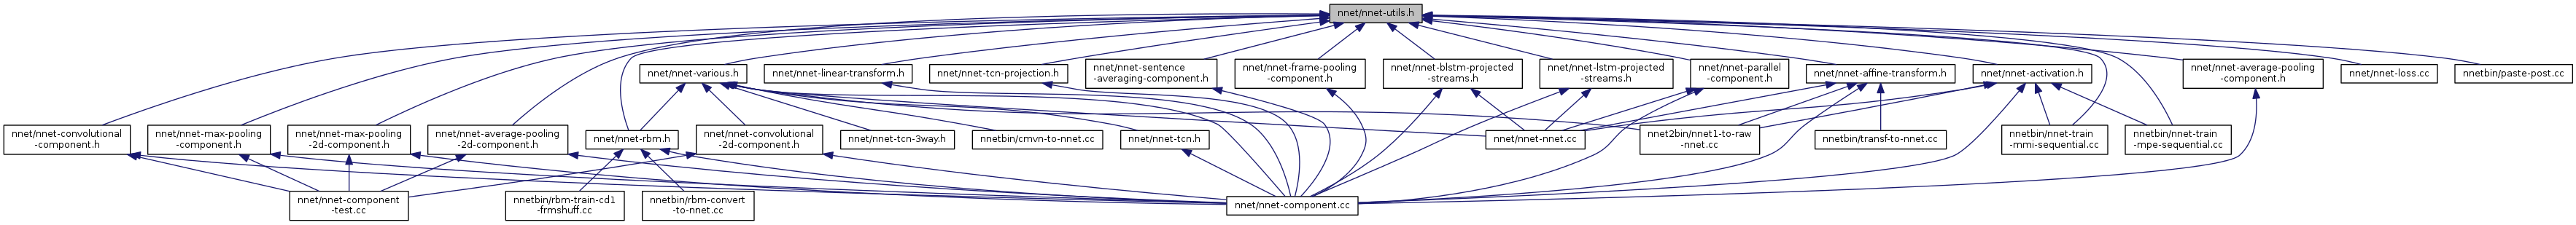 nnet/nnet-utils.h
nnet/nnet-various.h
nnet/nnet-linear-transform.h
nnet/nnet-tcn-projection.h
nnet/nnet-sentence
-averaging-component.h
nnet/nnet-frame-pooling
-component.h
nnet/nnet-blstm-projected
-streams.h
nnet/nnet-lstm-projected
-streams.h
nnet/nnet-parallel
-component.h
nnet/nnet-affine-transform.h
nnet/nnet-activation.h
nnet/nnet-average-pooling
-component.h
nnet/nnet-loss.cc
nnetbin/paste-post.cc
nnet/nnet-convolutional
-component.h
nnet/nnet-max-pooling
-component.h
nnet/nnet-max-pooling
-2d-component.h
nnet/nnet-average-pooling
-2d-component.h
nnet/nnet-rbm.h
nnet/nnet-convolutional
-2d-component.h
nnet/nnet-tcn-3way.h
nnetbin/cmvn-to-nnet.cc
nnet/nnet-tcn.h
nnet/nnet-nnet.cc
nnet2bin/nnet1-to-raw
-nnet.cc
nnetbin/transf-to-nnet.cc
nnetbin/nnet-train
-mmi-sequential.cc
nnetbin/nnet-train
-mpe-sequential.cc
nnet/nnet-component
-test.cc
nnetbin/rbm-train-cd1
-frmshuff.cc
nnetbin/rbm-convert
-to-nnet.cc
nnet/nnet-component.cc